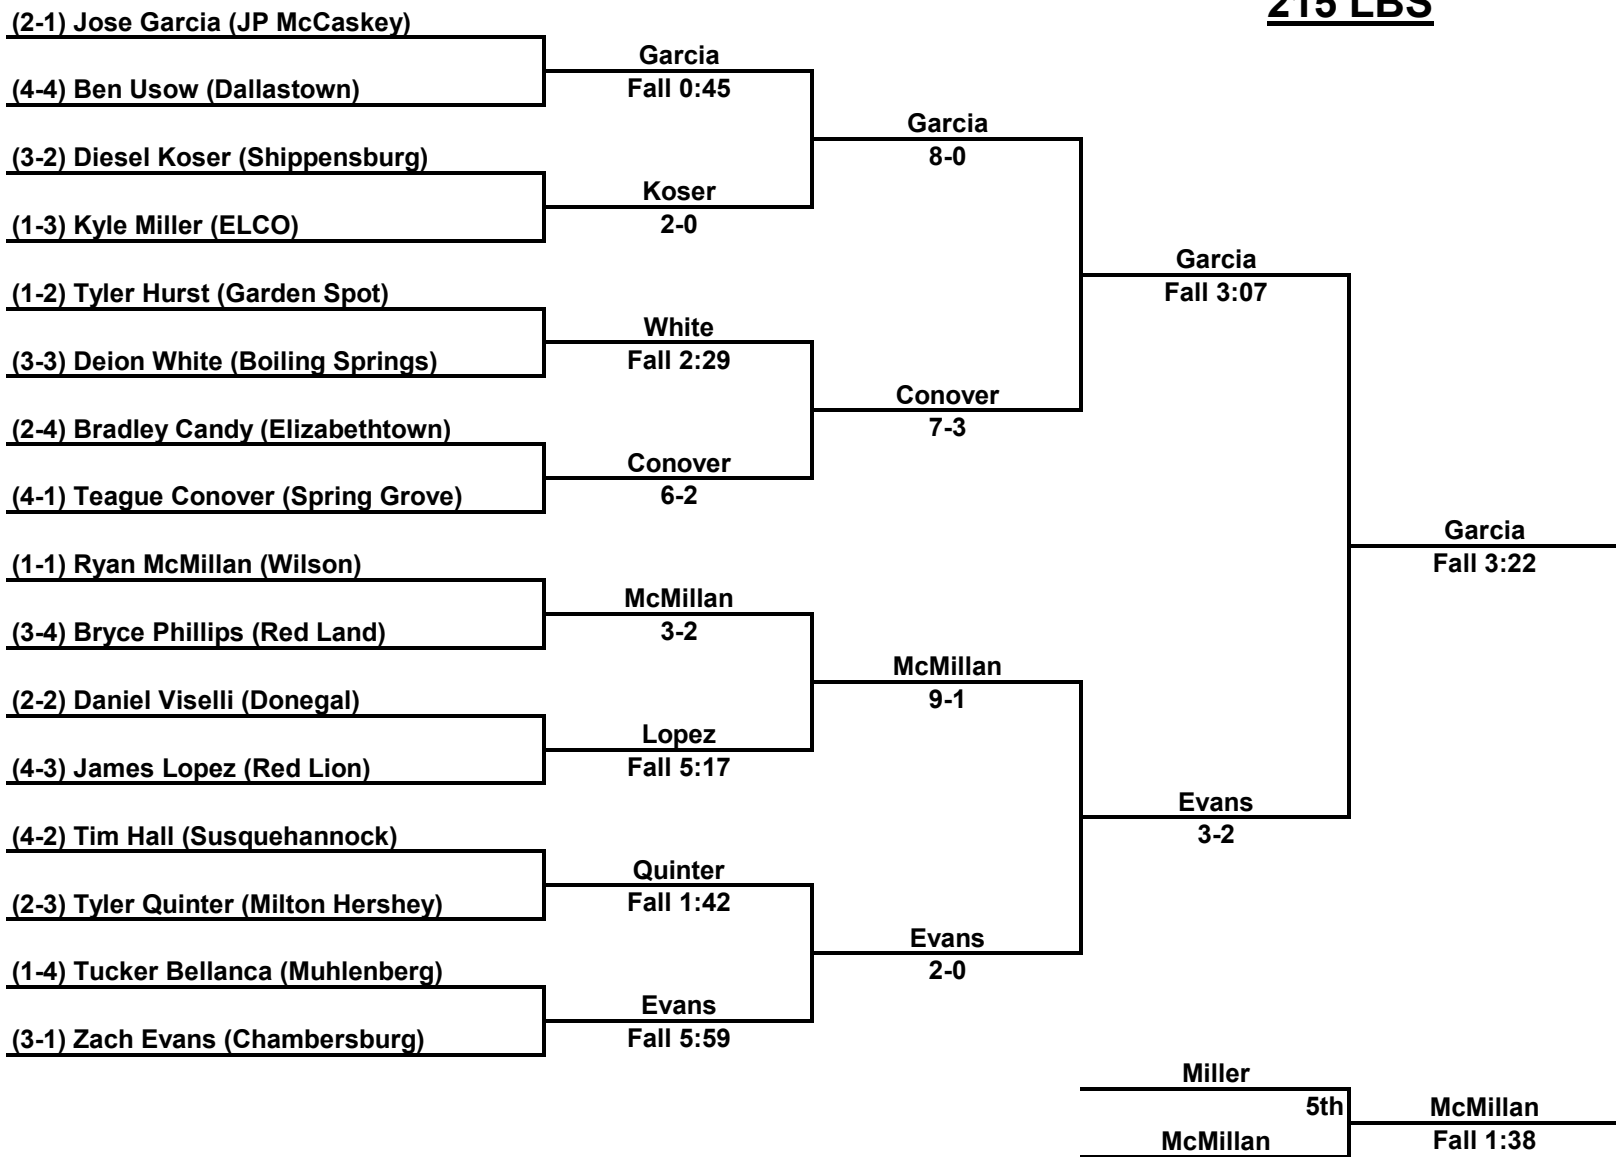 215 LBS
(2-1) Jose Garcia (JP McCaskey)
Garcia
(4-4) Ben Usow (Dallastown)
Fall 0:45
Garcia
(3-2) Diesel Koser (Shippensburg)
8-0
Koser
(1-3) Kyle Miller (ELCO)
2-0
Garcia
(1-2) Tyler Hurst (Garden Spot)
Fall 3:07
White
(3-3) Deion White (Boiling Springs)
Fall 2:29
Conover
(2-4) Bradley Candy (Elizabethtown)
7-3
Conover
(4-1) Teague Conover (Spring Grove)
6-2
Garcia
(1-1) Ryan McMillan (Wilson)
Fall 3:22
McMillan
(3-4) Bryce Phillips (Red Land)
3-2
McMillan
(2-2) Daniel Viselli (Donegal)
9-1
Lopez
(4-3) James Lopez (Red Lion)
Fall 5:17
Evans
(4-2) Tim Hall (Susquehannock)
3-2
Quinter
(2-3) Tyler Quinter (Milton Hershey)
Fall 1:42
Evans
(1-4) Tucker Bellanca (Muhlenberg)
2-0
Evans
(3-1) Zach Evans (Chambersburg)
Fall 5:59
Miller
5th
McMillan
McMillan
Fall 1:38